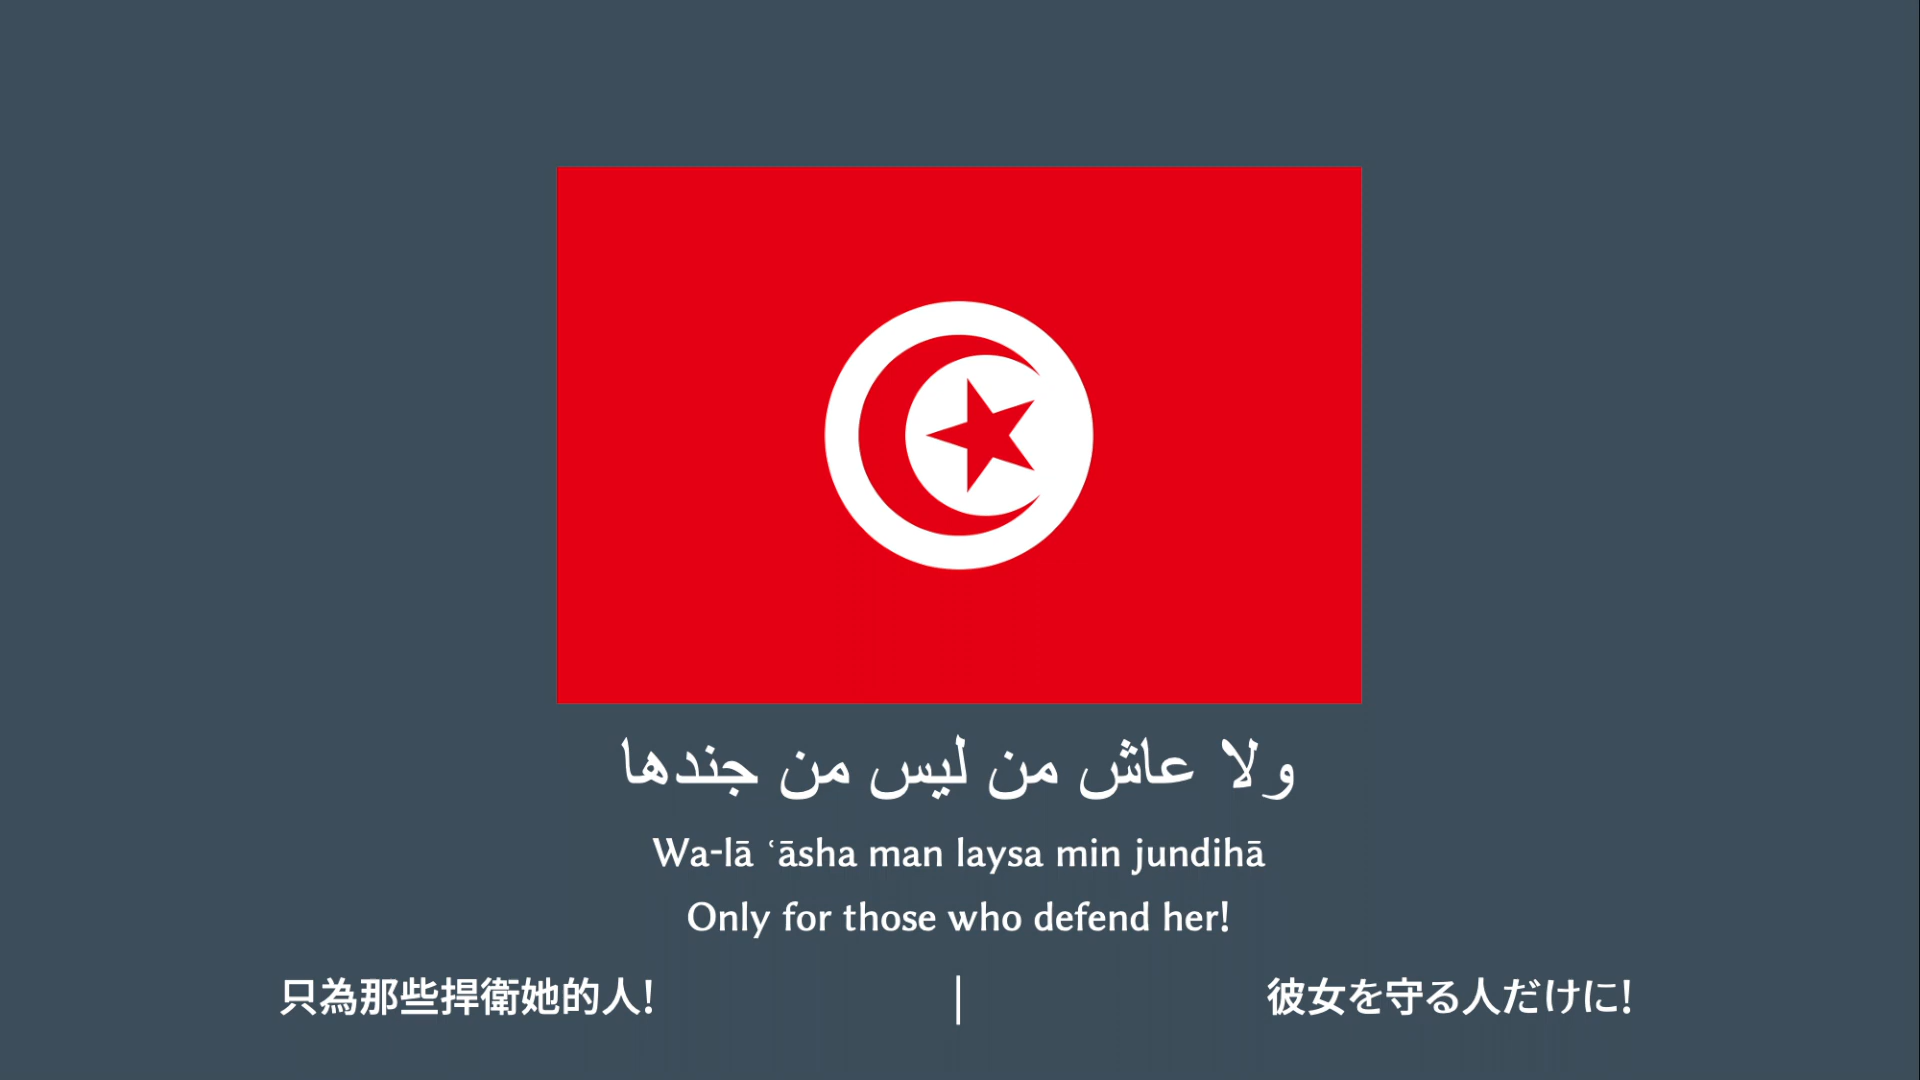 ولا عاش من ليس من جندها
Wa-lā ʿāsha man laysa min jundihā
Only for those who defend her!
只為那些捍衛她的人! | 彼女を守る人だけに!